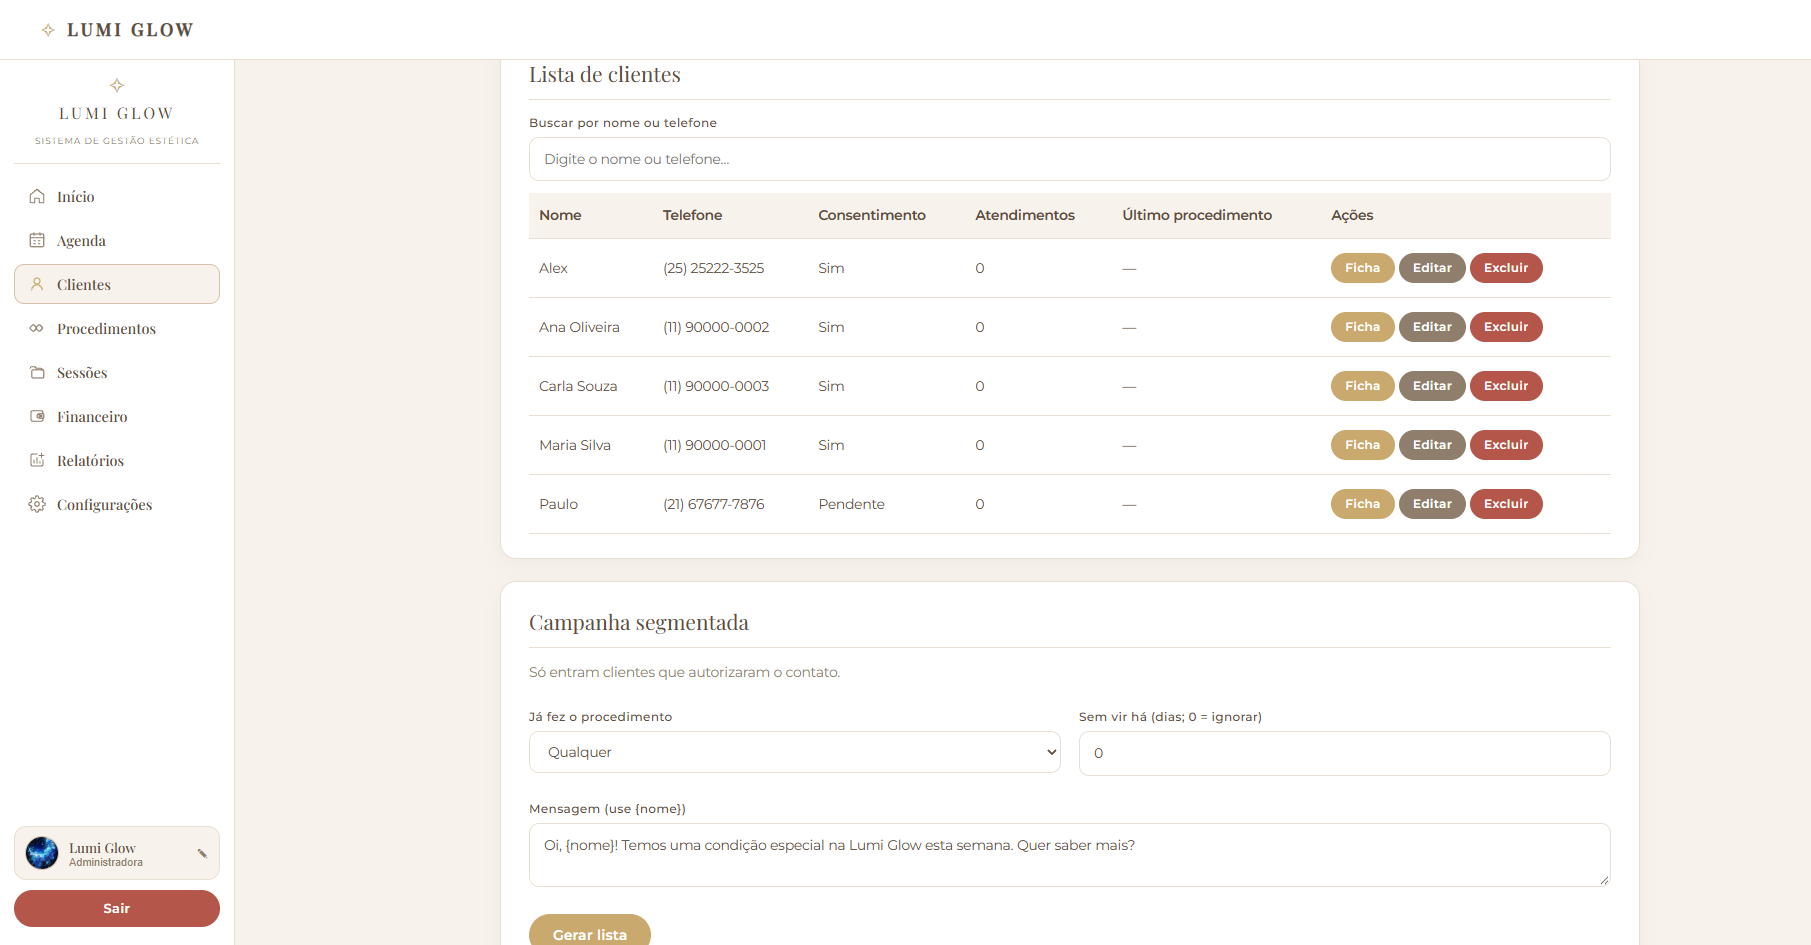 LUMI GLOW
LUMI GLOW
SISTEMA DE GESTÃO ESTÉTICA
Início
Agenda
Clientes
Procedimentos
Sessões
Financeiro
Relatórios
Configurações
Lumi Glow
Administradora
Sair
Lista de clientes
Buscar por nome ou telefone
Digite o nome ou telefone...
Nome Telefone Consentimento Atendimentos Último procedimento Ações
Alex (25) 25222-3525 Sim 0 — Ficha Editar Excluir
Ana Oliveira (11) 90000-0002 Sim 0 — Ficha Editar Excluir
Carla Souza (11) 90000-0003 Sim 0 — Ficha Editar Excluir
Maria Silva (11) 90000-0001 Sim 0 — Ficha Editar Excluir
Paulo (21) 67677-7876 Pendente 0 — Ficha Editar Excluir
Campanha segmentada
Só entram clientes que autorizaram o contato.
Já fez o procedimento Sem vir há (dias; 0 = ignorar)
Qualquer 0
Mensagem (use {nome})
Oi, {nome}! Temos uma condição especial na Lumi Glow esta semana. Quer saber mais?
Gerar lista